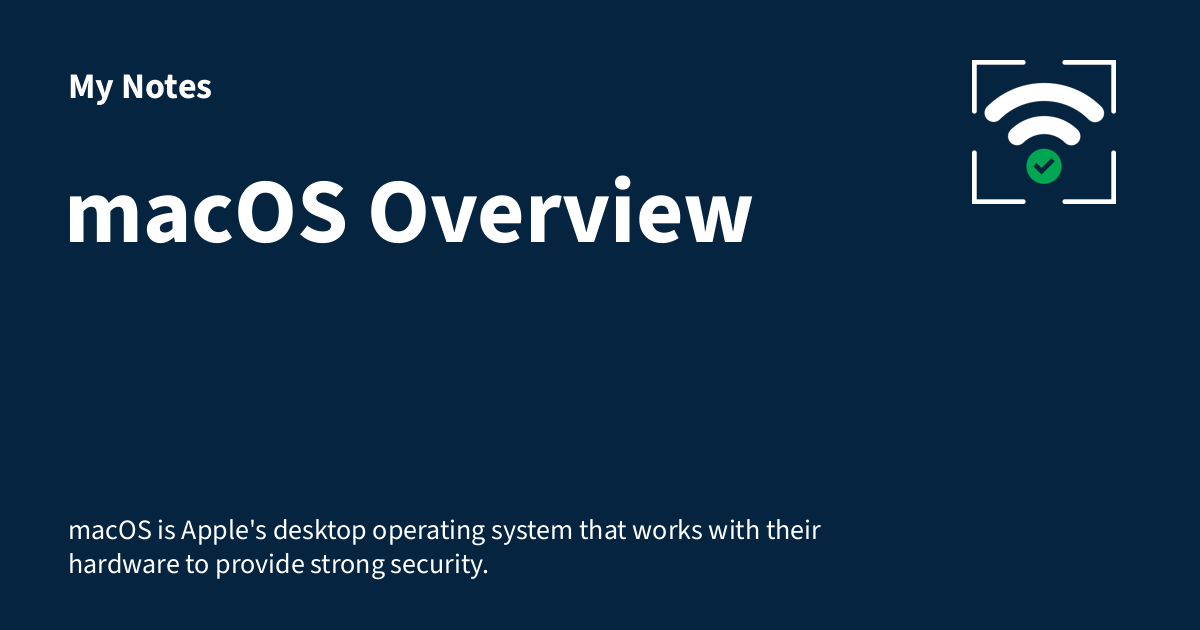 My Notes
macOS Overview
macOS is Apple's desktop operating system that works with their
hardware to provide strong security.